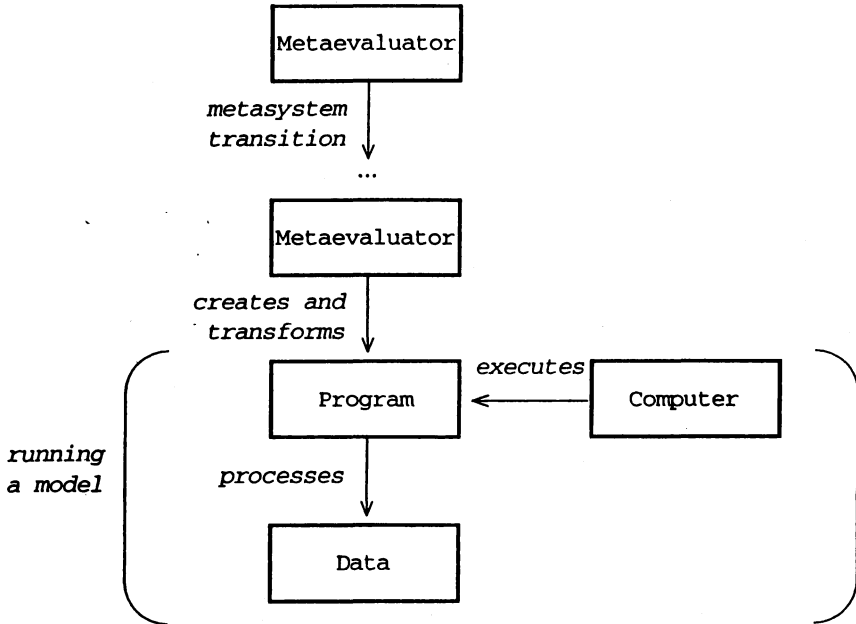 Metaevaluator
metasystem
transition
...
Metaevaluator
creates and
transforms
executes
Program
Computer
running
a model
processes
Data